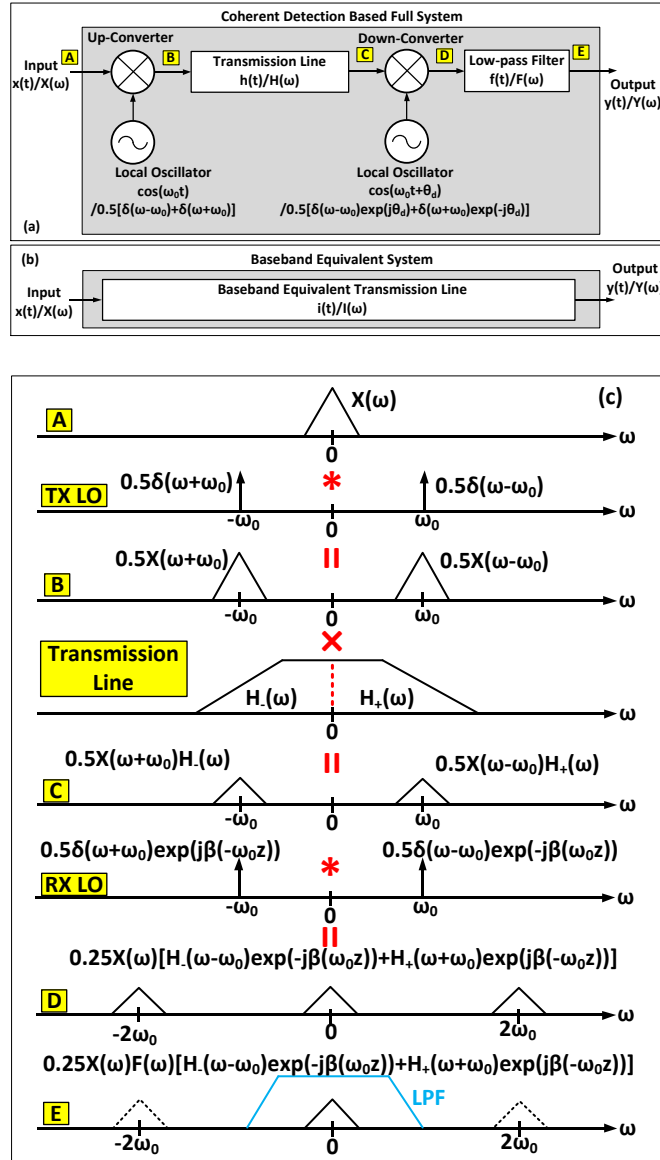 Coherent Detection Based Full System
Up-Converter
Down-Converter
A
B
C
D
E
Input
x(t)/X(ω)
Transmission Line
h(t)/H(ω)
Low-pass Filter
f(t)/F(ω)
Output
y(t)/Y(ω)
Local Oscillator
cos(ω₀t)
/0.5[δ(ω-ω₀)+δ(ω+ω₀)]
Local Oscillator
cos(ω₀t+θd)
/0.5[δ(ω-ω₀)exp(jθd)+δ(ω+ω₀)exp(-jθd)]
(a)
(b)
Baseband Equivalent System
Input
x(t)/X(ω)
Baseband Equivalent Transmission Line
i(t)/I(ω)
Output
y(t)/Y(ω)
(c)
X(ω)
A
0
ω
0.5δ(ω+ω₀)
*
0.5δ(ω-ω₀)
TX LO
-ω₀
0
ω₀
ω
0.5X(ω+ω₀)
=
0.5X(ω-ω₀)
B
-ω₀
0
ω₀
ω
×
Transmission
Line
H₋(ω)
H₊(ω)
0
ω
0.5X(ω+ω₀)H₋(ω)
=
0.5X(ω-ω₀)H₊(ω)
C
-ω₀
0
ω₀
ω
0.5δ(ω+ω₀)exp(jβ(-ω₀z))
*
0.5δ(ω-ω₀)exp(-jβ(ω₀z))
RX LO
-ω₀
0
ω₀
ω
=
0.25X(ω)[H₋(ω-ω₀)exp(-jβ(ω₀z))+H₊(ω+ω₀)exp(jβ(-ω₀z))]
D
-2ω₀
0
2ω₀
ω
0.25X(ω)F(ω)[H₋(ω-ω₀)exp(-jβ(ω₀z))+H₊(ω+ω₀)exp(jβ(-ω₀z))]
LPF
E
-2ω₀
0
2ω₀
ω